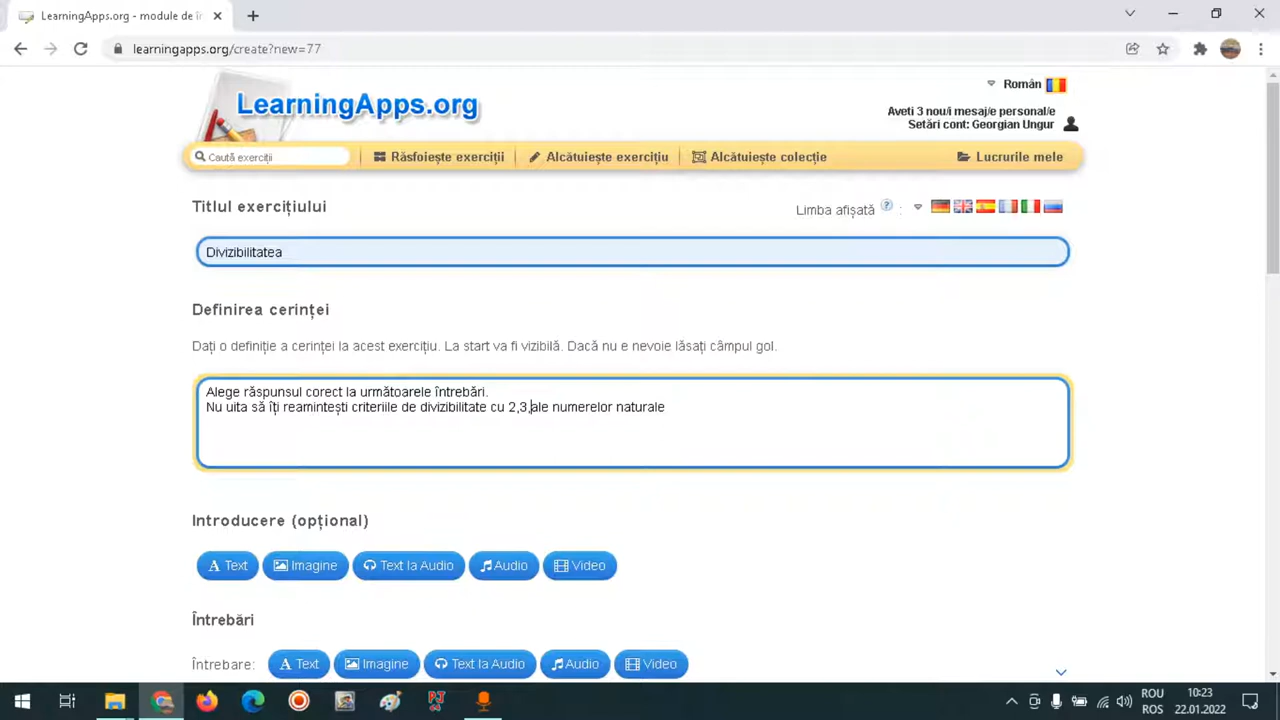 LearningApps.org - module de în
learningapps.org/create?new=77
Român
LearningApps.org
Aveti 3 nou/i mesaj/e personal/e
Setări cont: Georgian Ungur
Caută exerciții
Răsfoiește exerciții
Alcătuiește exercițiu
Alcătuiește colecție
Lucrurile mele
Titlul exercițiului
Limba afișată ? :
Divizibilitatea
Definirea cerinței
Dați o definiție a cerinței la acest exercițiu. La start va fi vizibilă. Dacă nu e nevoie lăsați câmpul gol.
Alege răspunsul corect la următoarele întrebări.
Nu uita să îți reamintești criteriile de divizibilitate cu 2,3,ale numerelor naturale
Introducere (opțional)
A Text Imagine Text la Audio Audio Video
Întrebări
Întrebare: A Text Imagine Text la Audio Audio Video
ROU 10:23
ROS 22.01.2022